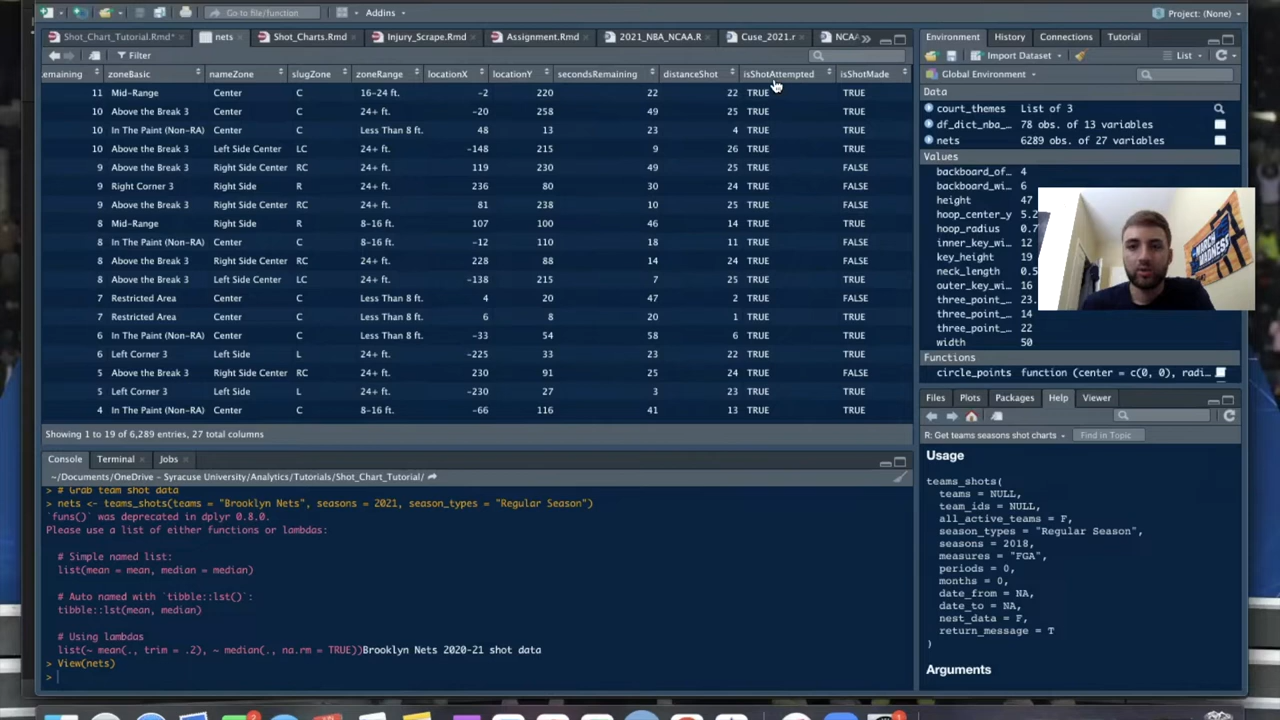 Go to file/function
Addins
Project: (None)
Shot_Chart_Tutorial.Rmd*
nets
Shot_Charts.Rmd
Injury_Scrape.Rmd
Assignment.Rmd
2021_NBA_NCAA.R
Cuse_2021.r
NCAA
Filter
emaining zoneBasic nameZone slugZone zoneRange locationX locationY secondsRemaining distanceShot isShotAttempted isShotMade
11 Mid-Range Center C 16-24 ft. -2 220 22 22 TRUE TRUE
10 Above the Break 3 Center C 24+ ft. -20 258 49 25 TRUE TRUE
10 In The Paint (Non-RA) Center C Less Than 8 ft. 48 13 23 4 TRUE TRUE
10 Above the Break 3 Left Side Center LC 24+ ft. -148 215 9 26 TRUE TRUE
9 Above the Break 3 Right Side Center RC 24+ ft. 119 230 49 25 TRUE FALSE
9 Right Corner 3 Right Side R 24+ ft. 236 80 30 24 TRUE FALSE
9 Above the Break 3 Right Side Center RC 24+ ft. 81 238 10 25 TRUE FALSE
8 Mid-Range Right Side R 8-16 ft. 107 100 46 14 TRUE TRUE
8 In The Paint (Non-RA) Center C 8-16 ft. -12 110 18 11 TRUE FALSE
8 Above the Break 3 Right Side Center RC 24+ ft. 228 88 14 24 TRUE FALSE
8 Above the Break 3 Left Side Center LC 24+ ft. -138 215 7 25 TRUE TRUE
7 Restricted Area Center C Less Than 8 ft. 4 20 47 2 TRUE FALSE
7 Restricted Area Center C Less Than 8 ft. 6 8 20 1 TRUE TRUE
6 In The Paint (Non-RA) Center C Less Than 8 ft. -33 54 58 6 TRUE TRUE
6 Left Corner 3 Left Side L 24+ ft. -225 33 23 22 TRUE TRUE
5 Above the Break 3 Right Side Center RC 24+ ft. 230 91 25 24 TRUE FALSE
5 Left Corner 3 Left Side L 24+ ft. -230 27 3 23 TRUE TRUE
4 In The Paint (Non-RA) Center C 8-16 ft. -66 116 41 13 TRUE TRUE
Showing 1 to 19 of 6,289 entries, 27 total columns
Console Terminal Jobs
~/Documents/OneDrive - Syracuse University/Analytics/Tutorials/Shot_Chart_Tutorial/
> # Grab team shot data
> nets <- teams_shots(teams = "Brooklyn Nets", seasons = 2021, season_types = "Regular Season")
`funs()` was deprecated in dplyr 0.8.0.
Please use a list of either functions or lambdas:
# Simple named list:
list(mean = mean, median = median)
# Auto named with `tibble::lst()`:
tibble::lst(mean, median)
# Using lambdas
list(~ mean(., trim = .2), ~ median(., na.rm = TRUE))Brooklyn Nets 2020-21 shot data
> View(nets)
>
Environment History Connections Tutorial
Import Dataset
List
Global Environment
Data
court_themes List of 3
df_dict_nba_… 78 obs. of 13 variables
nets 6289 obs. of 27 variables
Values
backboard_of… 4
backboard_wi… 6
height 47
hoop_center_y 5.2
hoop_radius 0.7
inner_key_wi… 12
key_height 19
neck_length 0.5
outer_key_wi… 16
three_point_… 23.
three_point_… 14
three_point_… 22
width 50
Functions
circle_points function (center = c(0, 0), radi…
MARCH MADNESS
Files Plots Packages Help Viewer
R: Get teams seasons shot charts
Find in Topic
Usage
teams_shots(
teams = NULL,
team_ids = NULL,
all_active_teams = F,
season_types = "Regular Season",
seasons = 2018,
measures = "FGA",
periods = 0,
months = 0,
date_from = NA,
date_to = NA,
nest_data = F,
return_message = T
)
Arguments